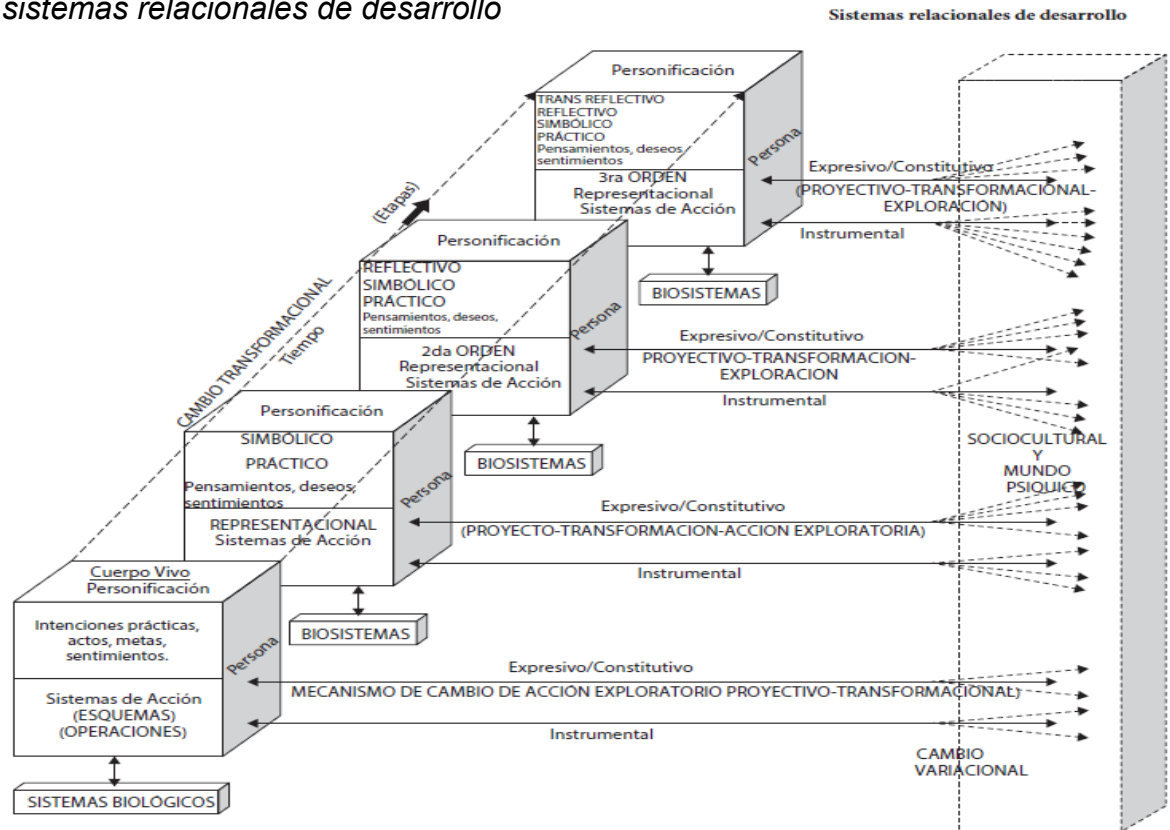 sistemas relacionales de desarrollo
Sistemas relacionales de desarrollo
Personificación
TRANS REFLECTIVO
REFLECTIVO
SIMBÓLICO
PRÁCTICO
Pensamientos, deseos
sentimientos
3ra ORDEN
Representacional
Sistemas de Acción
Persona
BIOSISTEMAS
Expresivo/Constitutivo
(PROYECTIVO-TRANSFORMACIONAL-
EXPLORACIÓN)
Instrumental
(Etapas)
CAMBIO TRANSFORMACIONAL
Tiempo
Personificación
REFLECTIVO
SIMBÓLICO
PRÁCTICO
Pensamientos, deseos,
sentimientos
2da ORDEN
Representacional
Sistemas de Acción
Persona
BIOSISTEMAS
Expresivo/Constitutivo
PROYECTIVO-TRANSFORMACION-
EXPLORACION
Instrumental
Personificación
SIMBÓLICO
PRÁCTICO
Pensamientos, deseos,
sentimientos
REPRESENTACIONAL
Sistemas de Acción
Persona
BIOSISTEMAS
Expresivo/Constitutivo
(PROYECTO-TRANSFORMACION-ACCION EXPLORATORIA)
Instrumental
SOCIOCULTURAL
Y
MUNDO
PSIQUICO
Cuerpo Vivo
Personificación
Intenciones prácticas,
actos, metas,
sentimientos.
Sistemas de Acción
(ESQUEMAS)
(OPERACIONES)
Persona
SISTEMAS BIOLÓGICOS
Expresivo/Constitutivo
MECANISMO DE CAMBIO DE ACCIÓN EXPLORATORIO PROYECTIVO-TRANSFORMACIONAL)
Instrumental
CAMBIO
VARIACIONAL